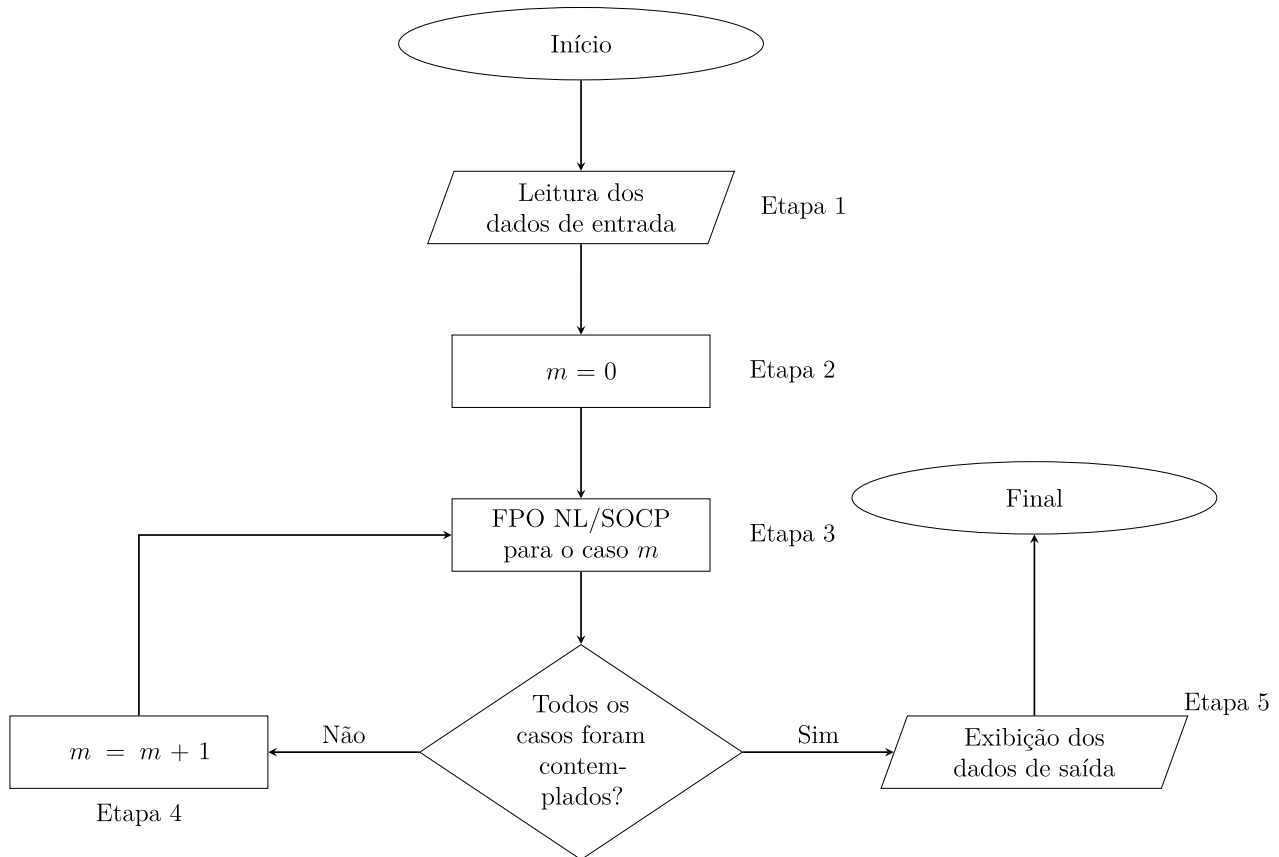 Início
Leitura dos
dados de entrada
Etapa 1
m = 0
Etapa 2
FPO NL/SOCP
para o caso m
Etapa 3
Todos os
casos foram
contem-
plados?
Não
m = m + 1
Etapa 4
Sim
Etapa 5
Exibição dos
dados de saída
Final